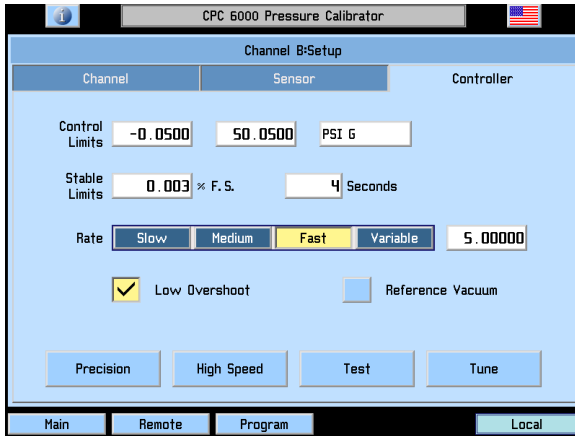 i
CPC 6000 Pressure Calibrator
Channel B:Setup
Channel Sensor Controller
Control Limits -0.0500 50.0500 PSI G
Stable Limits 0.003 % F.S. 4 Seconds
Rate Slow Medium Fast Variable 5.00000
Low Overshoot Reference Vacuum
Precision High Speed Test Tune
Main Remote Program Local